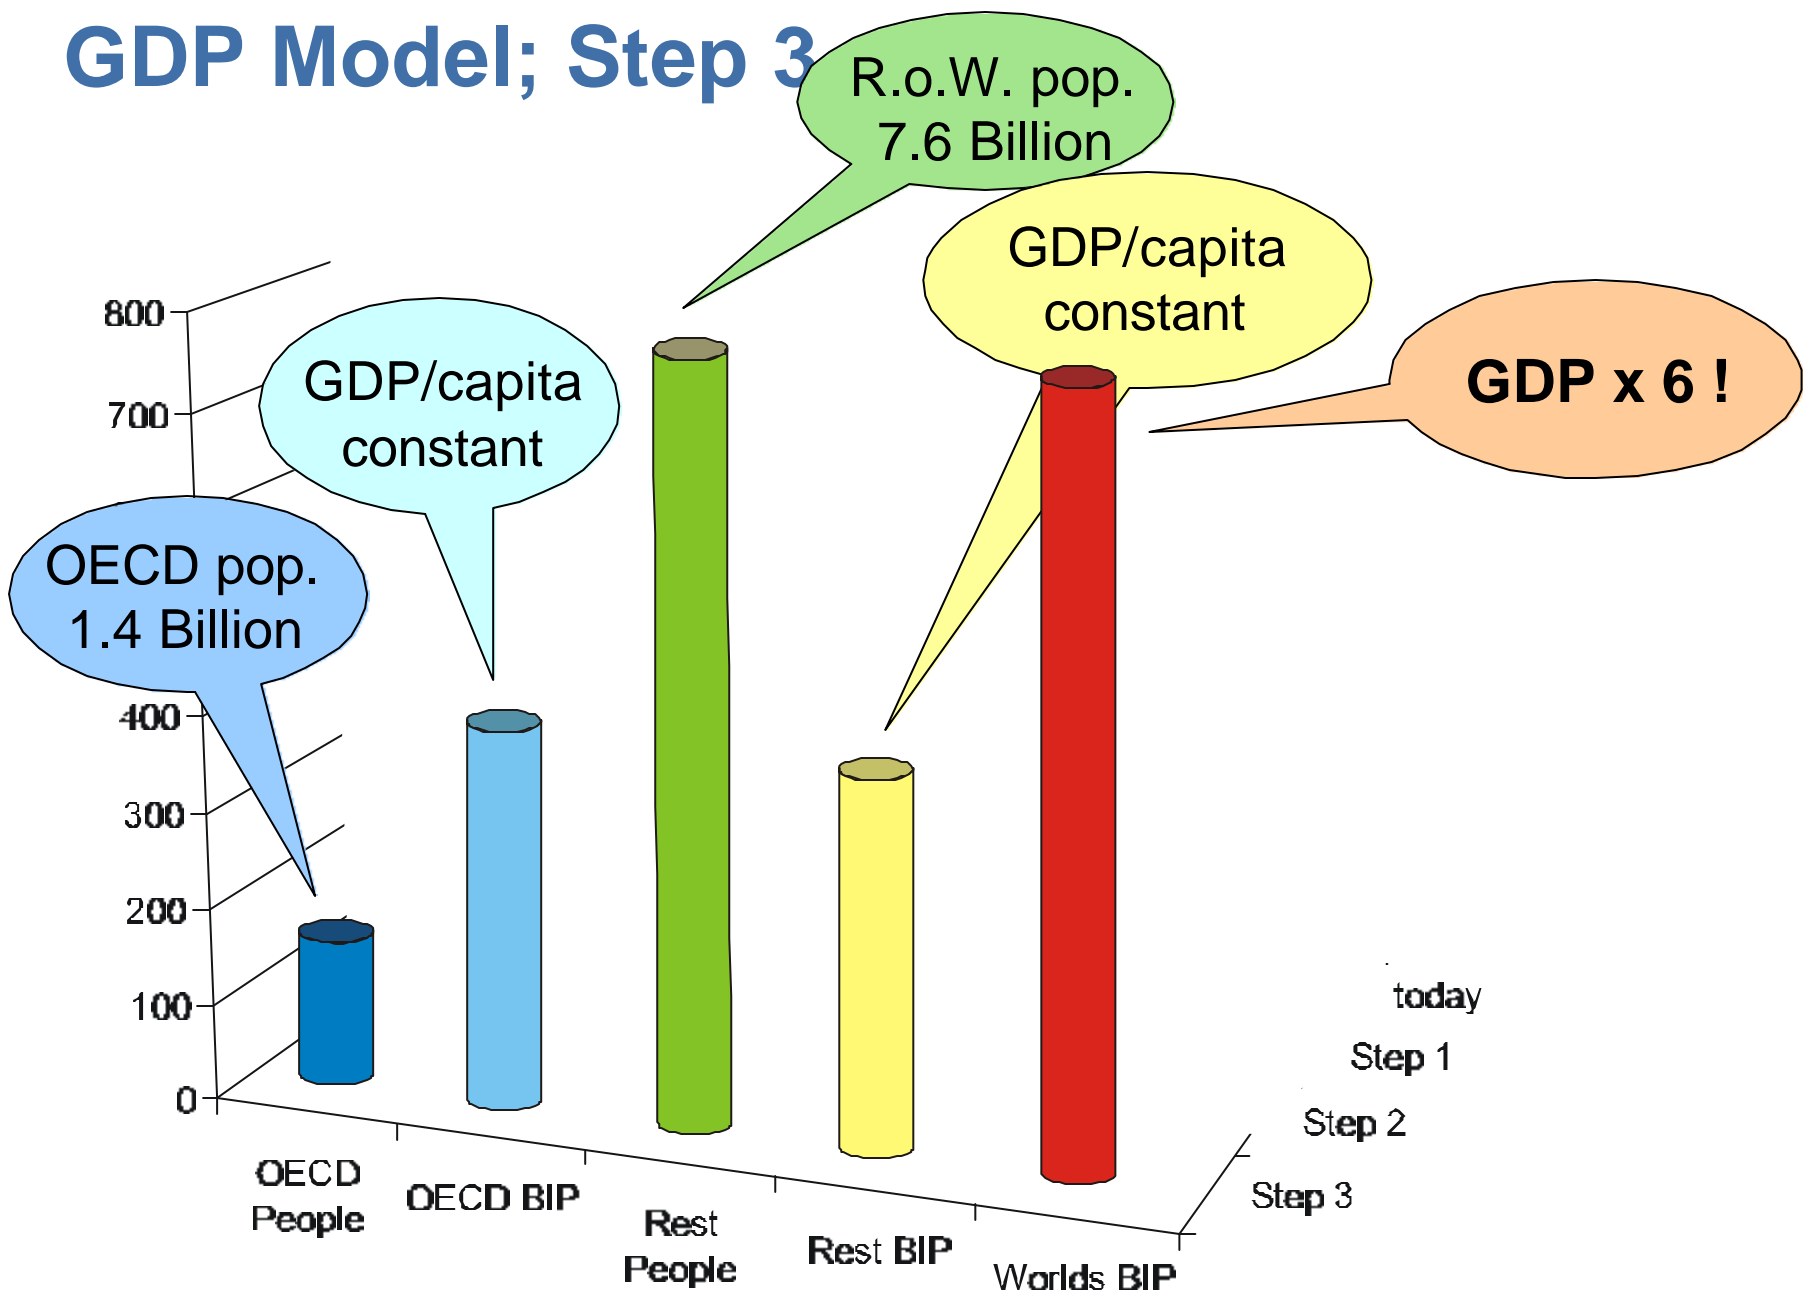 GDP Model; Step 3
R.o.W. pop.
7.6 Billion
GDP/capita
constant
GDP x 6 !
GDP/capita
constant
OECD pop.
1.4 Billion
800
700
400
300
200
100
0
OECD
People
OECD BIP
Rest
People
Rest BIP
Worlds BIP
today
Step 1
Step 2
Step 3